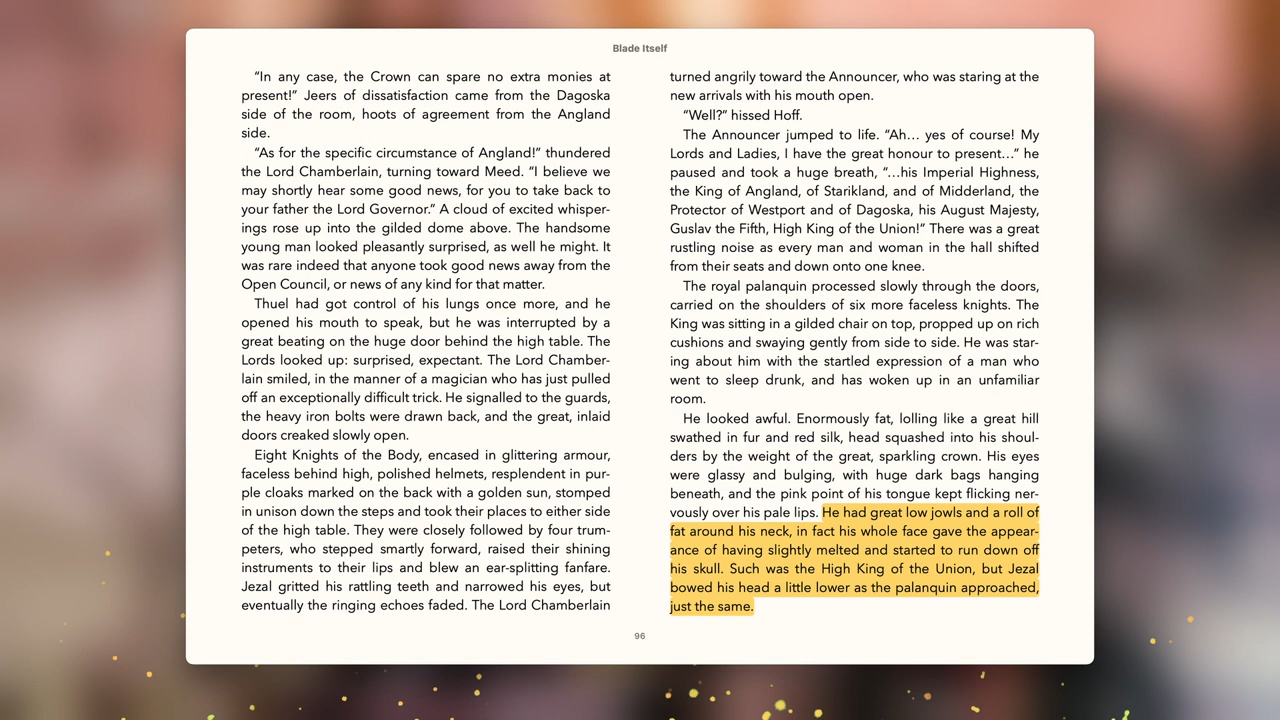 Blade Itself
“In any case, the Crown can spare no extra monies at
present!” Jeers of dissatisfaction came from the Dagoska
side of the room, hoots of agreement from the Angland
side.
“As for the specific circumstance of Angland!” thundered
the Lord Chamberlain, turning toward Meed. “I believe we
may shortly hear some good news, for you to take back to
your father the Lord Governor.” A cloud of excited whisper-
ings rose up into the gilded dome above. The handsome
young man looked pleasantly surprised, as well he might. It
was rare indeed that anyone took good news away from the
Open Council, or news of any kind for that matter.
Thuel had got control of his lungs once more, and he
opened his mouth to speak, but he was interrupted by a
great beating on the huge door behind the high table. The
Lords looked up: surprised, expectant. The Lord Chamber-
lain smiled, in the manner of a magician who has just pulled
off an exceptionally difficult trick. He signalled to the guards,
the heavy iron bolts were drawn back, and the great, inlaid
doors creaked slowly open.
Eight Knights of the Body, encased in glittering armour,
faceless behind high, polished helmets, resplendent in pur-
ple cloaks marked on the back with a golden sun, stomped
in unison down the steps and took their places to either side
of the high table. They were closely followed by four trum-
peters, who stepped smartly forward, raised their shining
instruments to their lips and blew an ear-splitting fanfare.
Jezal gritted his rattling teeth and narrowed his eyes, but
eventually the ringing echoes faded. The Lord Chamberlain
turned angrily toward the Announcer, who was staring at the
new arrivals with his mouth open.
“Well?” hissed Hoff.
The Announcer jumped to life. “Ah… yes of course! My
Lords and Ladies, I have the great honour to present…” he
paused and took a huge breath, “…his Imperial Highness,
the King of Angland, of Starikland, and of Midderland, the
Protector of Westport and of Dagoska, his August Majesty,
Guslav the Fifth, High King of the Union!” There was a great
rustling noise as every man and woman in the hall shifted
from their seats and down onto one knee.
The royal palanquin processed slowly through the doors,
carried on the shoulders of six more faceless knights. The
King was sitting in a gilded chair on top, propped up on rich
cushions and swaying gently from side to side. He was star-
ing about him with the startled expression of a man who
went to sleep drunk, and has woken up in an unfamiliar
room.
He looked awful. Enormously fat, lolling like a great hill
swathed in fur and red silk, head squashed into his shoul-
ders by the weight of the great, sparkling crown. His eyes
were glassy and bulging, with huge dark bags hanging
beneath, and the pink point of his tongue kept flicking ner-
vously over his pale lips. He had great low jowls and a roll of
fat around his neck, in fact his whole face gave the appear-
ance of having slightly melted and started to run down off
his skull. Such was the High King of the Union, but Jezal
bowed his head a little lower as the palanquin approached,
just the same.
96